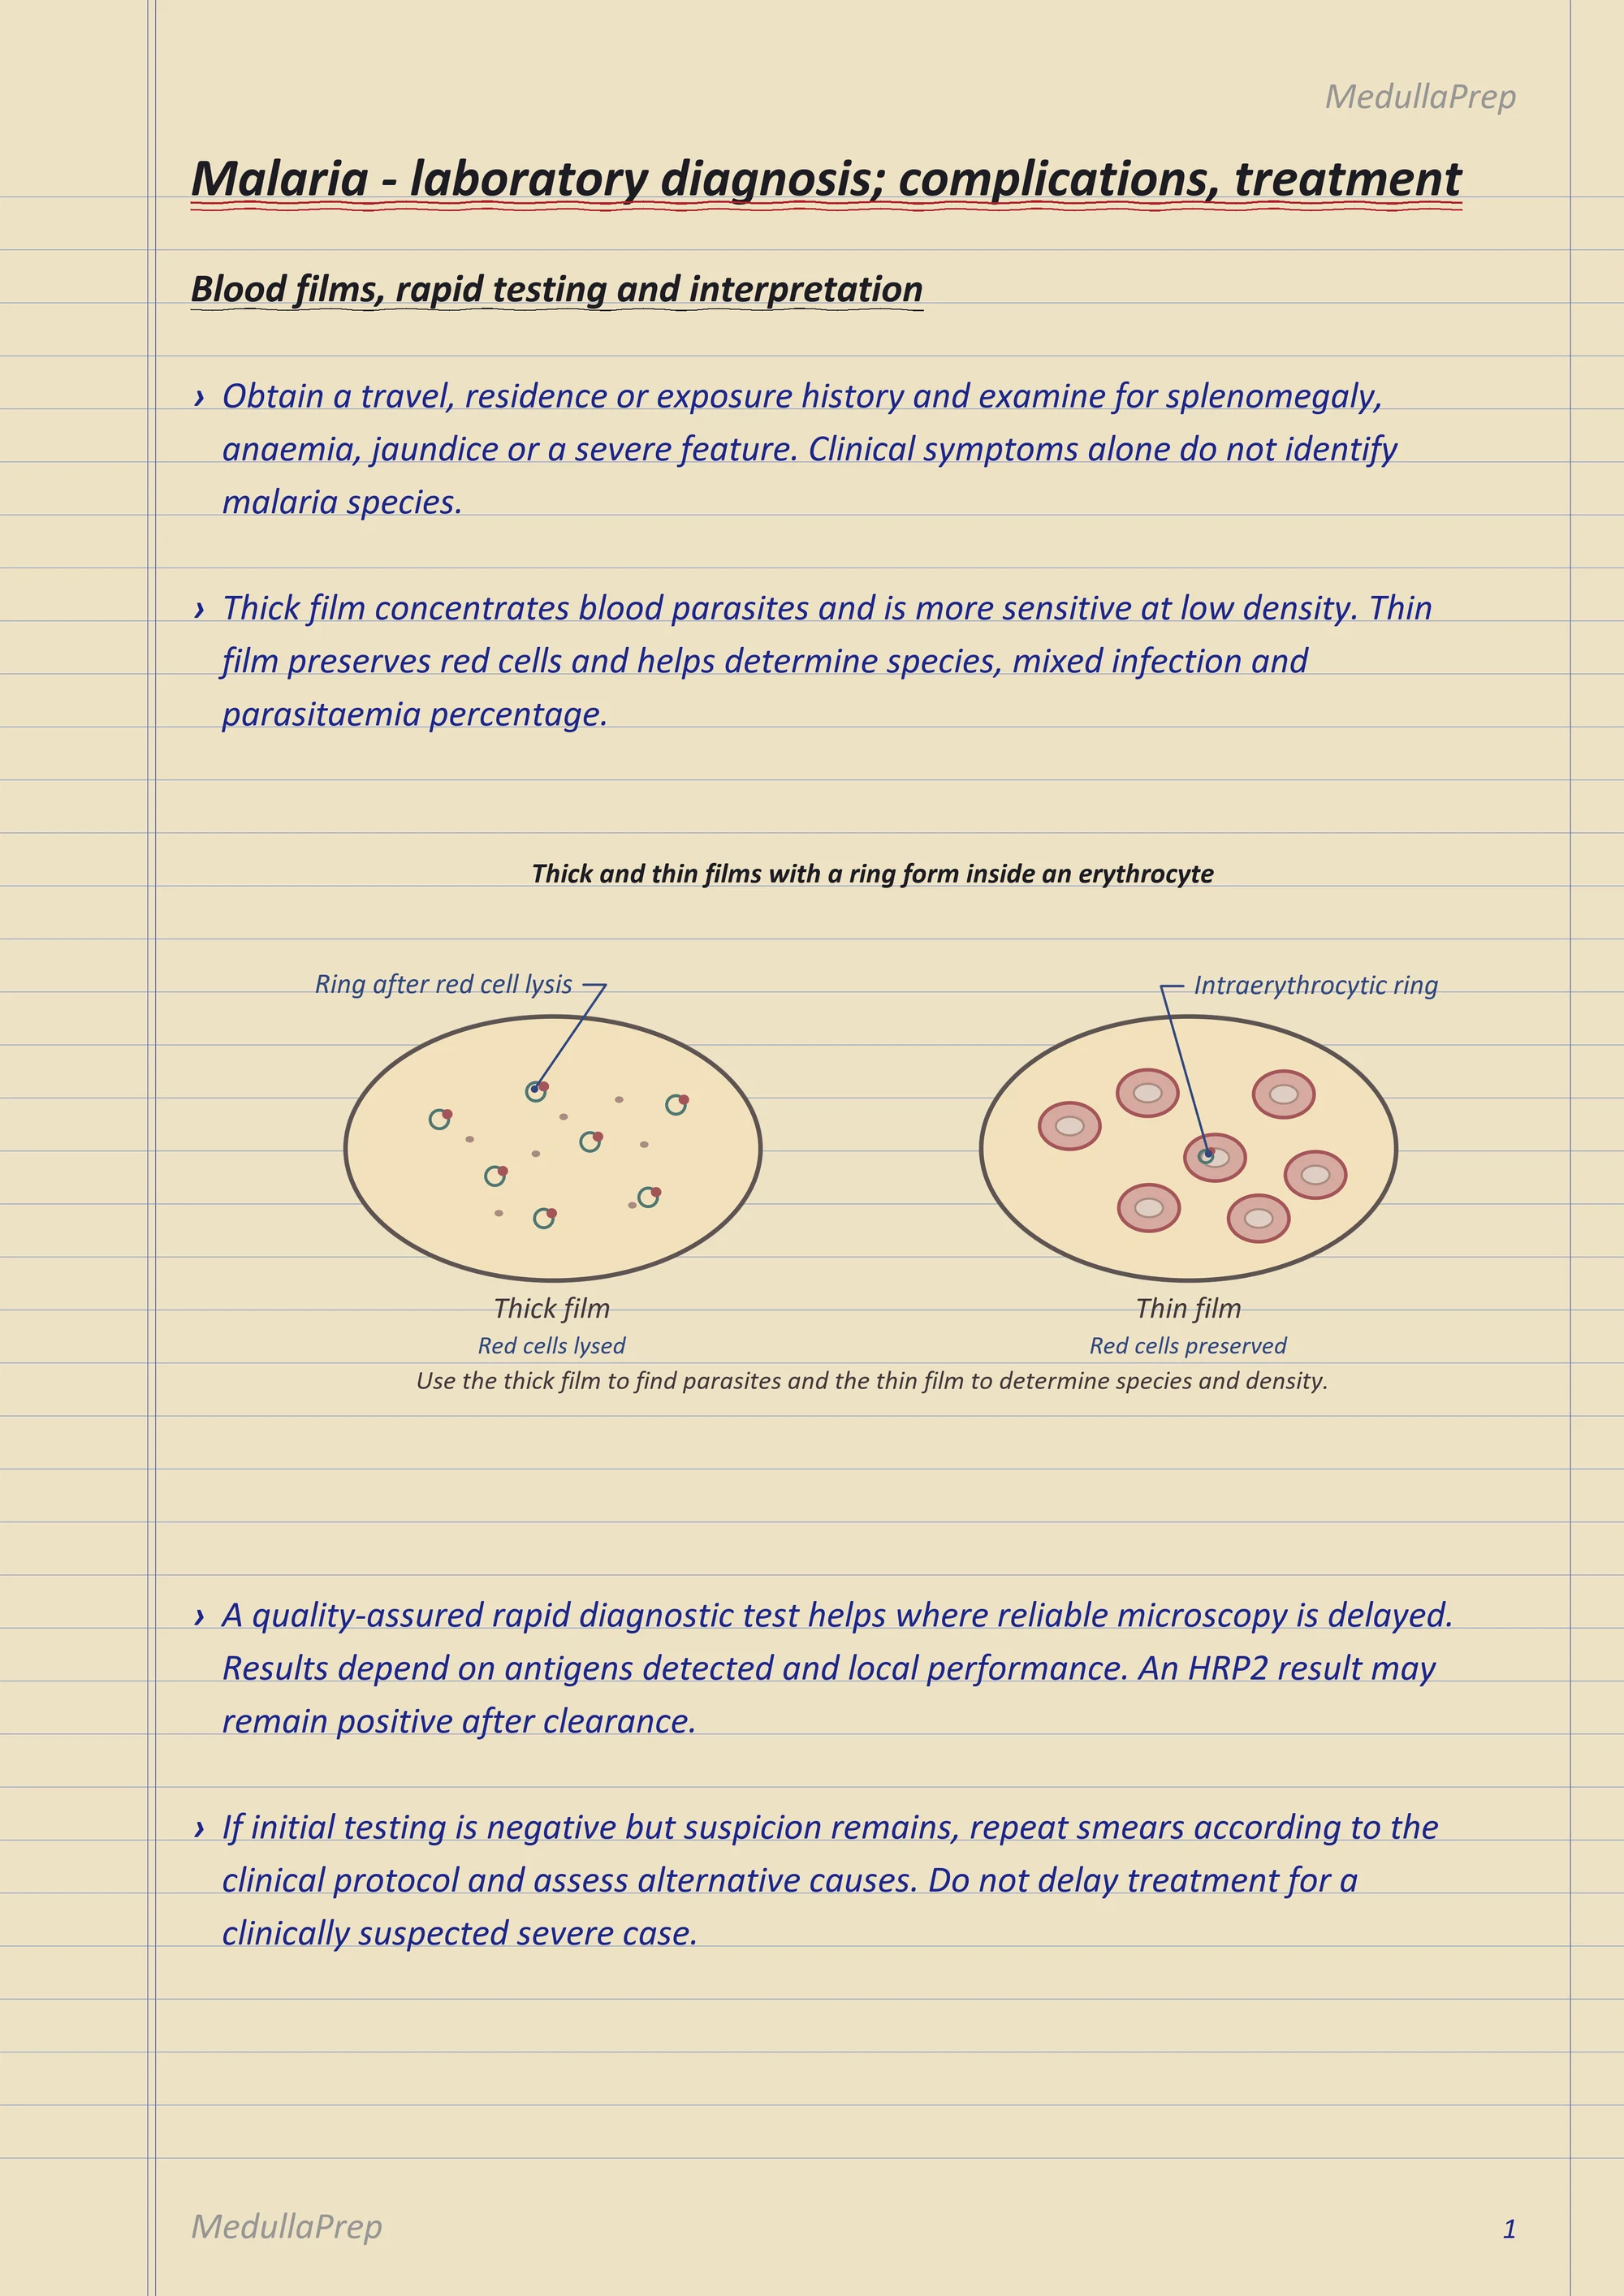 MedullaPrep
Malaria - laboratory diagnosis; complications, treatment
Blood films, rapid testing and interpretation
› Obtain a travel, residence or exposure history and examine for splenomegaly,
anaemia, jaundice or a severe feature. Clinical symptoms alone do not identify
malaria species.
› Thick film concentrates blood parasites and is more sensitive at low density. Thin
film preserves red cells and helps determine species, mixed infection and
parasitaemia percentage.
Thick and thin films with a ring form inside an erythrocyte
Ring after red cell lysis
Intraerythrocytic ring
Thick film
Thin film
Red cells lysed
Red cells preserved
Use the thick film to find parasites and the thin film to determine species and density.
› A quality-assured rapid diagnostic test helps where reliable microscopy is delayed.
Results depend on antigens detected and local performance. An HRP2 result may
remain positive after clearance.
› If initial testing is negative but suspicion remains, repeat smears according to the
clinical protocol and assess alternative causes. Do not delay treatment for a
clinically suspected severe case.
MedullaPrep
1